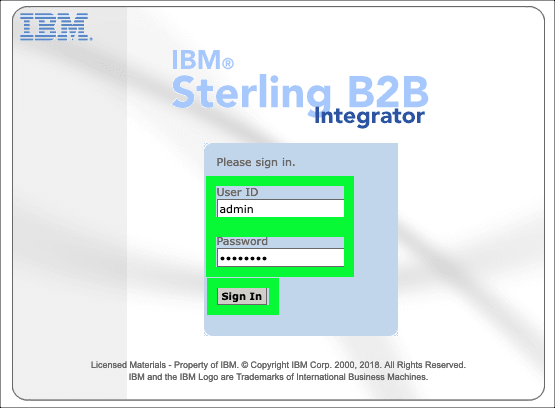 IBM®
IBM®
Sterling B2B
Integrator
Please sign in.
User ID
admin
Password
••••••••
Sign In
Licensed Materials - Property of IBM. © Copyright IBM Corp. 2000, 2018. All Rights Reserved.
IBM and the IBM Logo are Trademarks of International Business Machines.